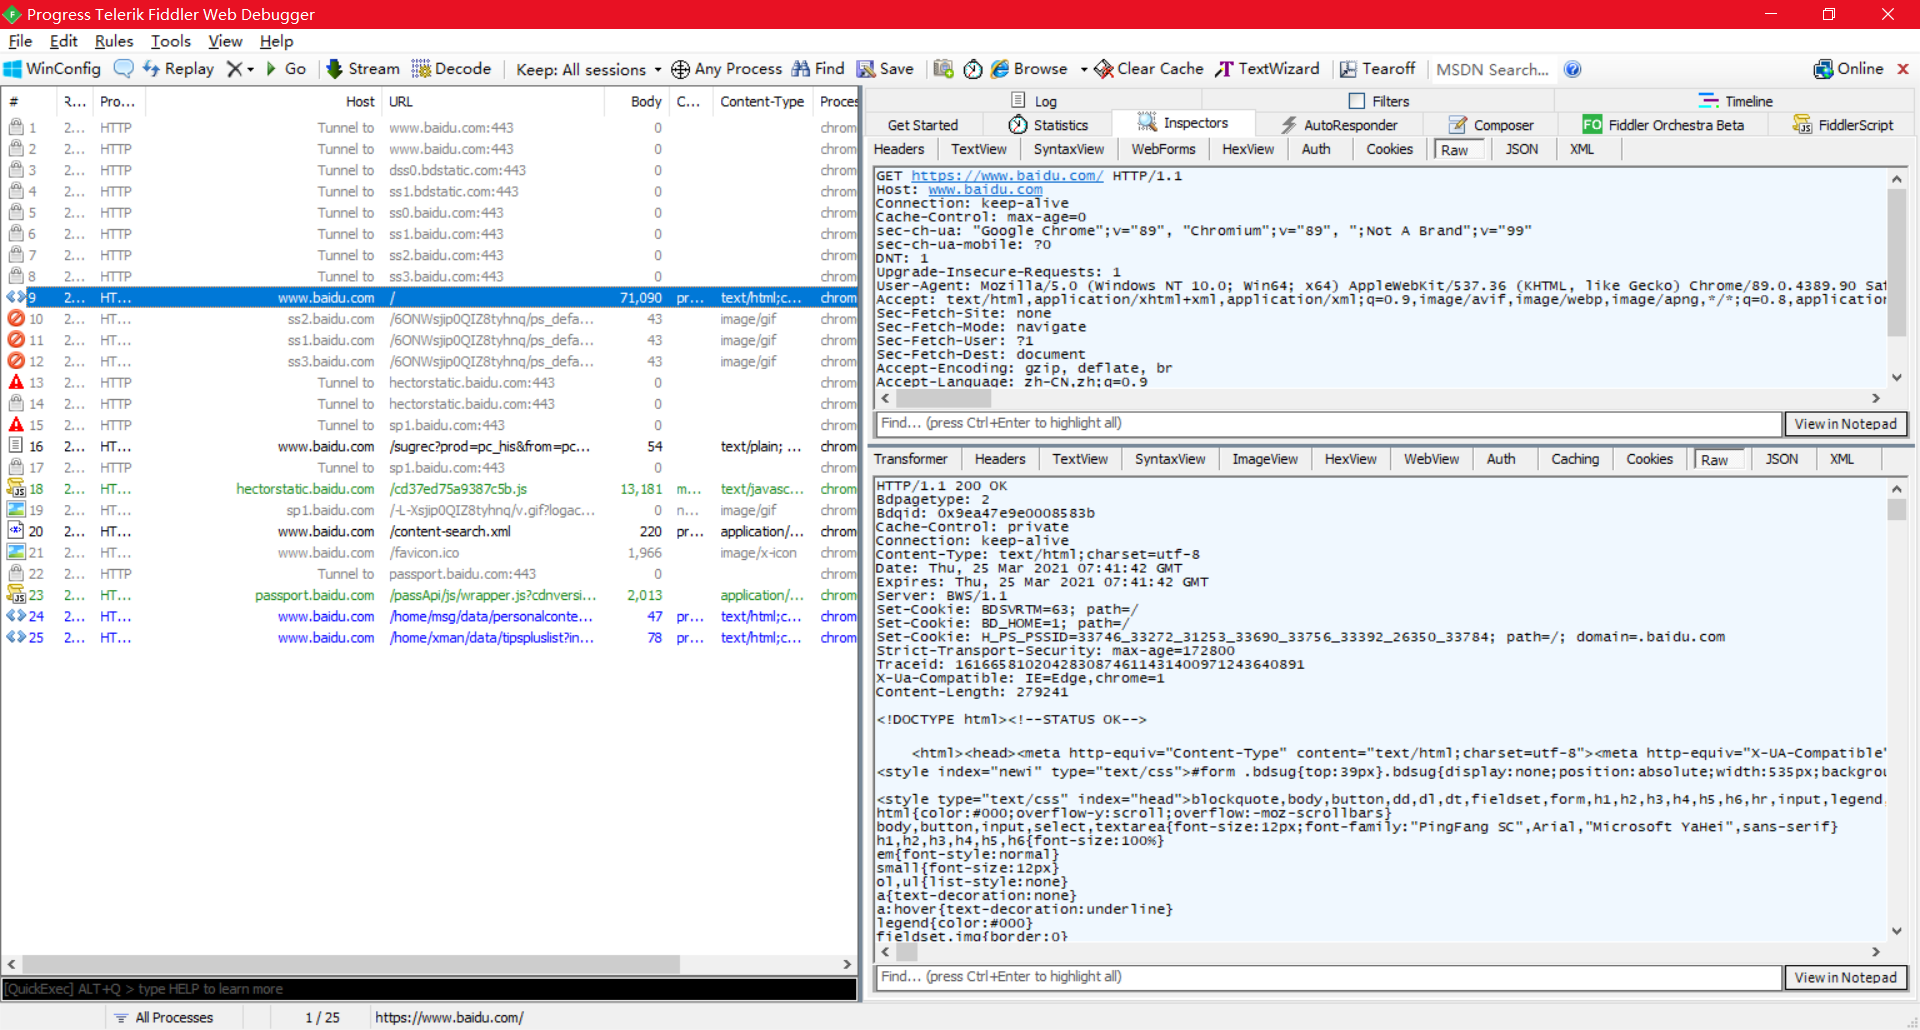 Progress Telerik Fiddler Web Debugger
File Edit Rules Tools View Help
WinConfig Replay Go Stream Decode Keep: All sessions Any Process Find Save Browse Clear Cache TextWizard Tearoff MSDN Search... Online
# R... Pro... Host URL Body C... Content-Type Proces
1 2... HTTP Tunnel to www.baidu.com:443 0 chrom
2 2... HTTP Tunnel to www.baidu.com:443 0 chrom
3 2... HTTP Tunnel to dss0.bdstatic.com:443 0 chrom
4 2... HTTP Tunnel to ss1.bdstatic.com:443 0 chrom
5 2... HTTP Tunnel to ss0.baidu.com:443 0 chrom
6 2... HTTP Tunnel to ss1.baidu.com:443 0 chrom
7 2... HTTP Tunnel to ss2.baidu.com:443 0 chrom
8 2... HTTP Tunnel to ss3.baidu.com:443 0 chrom
9 2... HT... www.baidu.com / 71,090 pr... text/html;c... chrom
10 2... HT... ss2.baidu.com /6ONWsjip0QIZ8tyhnq/ps_defa... 43 image/gif chrom
11 2... HT... ss1.baidu.com /6ONWsjip0QIZ8tyhnq/ps_defa... 43 image/gif chrom
12 2... HT... ss3.baidu.com /6ONWsjip0QIZ8tyhnq/ps_defa... 43 image/gif chrom
13 2... HTTP Tunnel to hectorstatic.baidu.com:443 0 chrom
14 2... HTTP Tunnel to hectorstatic.baidu.com:443 0 chrom
15 2... HTTP Tunnel to sp1.baidu.com:443 0 chrom
16 2... HT... www.baidu.com /sugrec?prod=pc_his&from=pc... 54 text/plain; ... chrom
17 2... HTTP Tunnel to sp1.baidu.com:443 0 chrom
18 2... HT... hectorstatic.baidu.com /cd37ed75a9387c5b.js 13,181 m... text/javasc... chrom
19 2... HT... sp1.baidu.com /-L-Xsjip0QIZ8tyhnq/v.gif?logac... 0 n... image/gif chrom
20 2... HT... www.baidu.com /content-search.xml 220 pr... application/... chrom
21 2... HT... www.baidu.com /favicon.ico 1,966 image/x-icon chrom
22 2... HTTP Tunnel to passport.baidu.com:443 0 chrom
23 2... HT... passport.baidu.com /passApi/js/wrapper.js?cdnversi... 2,013 application/... chrom
24 2... HT... www.baidu.com /home/msg/data/personalconte... 47 pr... text/html;c... chrom
25 2... HT... www.baidu.com /home/xman/data/tipspluslist?in... 78 pr... text/html;c... chrom
[QuickExec] ALT+Q > type HELP to learn more
Log Filters Timeline
Get Started Statistics Inspectors AutoResponder Composer FO Fiddler Orchestra Beta FiddlerScript
Headers TextView SyntaxView WebForms HexView Auth Cookies Raw JSON XML
GET https://www.baidu.com/ HTTP/1.1
Host: www.baidu.com
Connection: keep-alive
Cache-Control: max-age=0
sec-ch-ua: "Google Chrome";v="89", "Chromium";v="89", ";Not A Brand";v="99"
sec-ch-ua-mobile: ?0
DNT: 1
Upgrade-Insecure-Requests: 1
User-Agent: Mozilla/5.0 (Windows NT 10.0; Win64; x64) AppleWebKit/537.36 (KHTML, like Gecko) Chrome/89.0.4389.90 Saf
Accept: text/html,application/xhtml+xml,application/xml;q=0.9,image/avif,image/webp,image/apng,*/*;q=0.8,application
Sec-Fetch-Site: none
Sec-Fetch-Mode: navigate
Sec-Fetch-User: ?1
Sec-Fetch-Dest: document
Accept-Encoding: gzip, deflate, br
Accept-Language: zh-CN,zh;q=0.9
Find... (press Ctrl+Enter to highlight all) View in Notepad
Transformer Headers TextView SyntaxView ImageView HexView WebView Auth Caching Cookies Raw JSON XML
HTTP/1.1 200 OK
Bdpagetype: 2
Bdqid: 0x9ea47e9e0008583b
Cache-Control: private
Connection: keep-alive
Content-Type: text/html;charset=utf-8
Date: Thu, 25 Mar 2021 07:41:42 GMT
Expires: Thu, 25 Mar 2021 07:41:42 GMT
Server: BWS/1.1
Set-Cookie: BDSVRTM=63; path=/
Set-Cookie: BD_HOME=1; path=/
Set-Cookie: H_PS_PSSID=33746_33272_31253_33690_33756_33392_26350_33784; path=/; domain=.baidu.com
Strict-Transport-Security: max-age=172800
Traceid: 1616658102042830874611431400971243640891
X-Ua-Compatible: IE=Edge,chrome=1
Content-Length: 279241
<!DOCTYPE html><!--STATUS OK-->
<html><head><meta http-equiv="Content-Type" content="text/html;charset=utf-8"><meta http-equiv="X-UA-Compatible"
<style index="newi" type="text/css">#form .bdsug{top:39px}.bdsug{display:none;position:absolute;width:535px;backgrou
<style type="text/css" index="head">blockquote,body,button,dd,dl,dt,fieldset,form,h1,h2,h3,h4,h5,h6,hr,input,legend,
html{color:#000;overflow-y:scroll;overflow:-moz-scrollbars}
body,button,input,select,textarea{font-size:12px;font-family:"PingFang SC",Arial,"Microsoft YaHei",sans-serif}
h1,h2,h3,h4,h5,h6{font-size:100%}
em{font-style:normal}
small{font-size:12px}
ol,ul{list-style:none}
a{text-decoration:none}
a:hover{text-decoration:underline}
legend{color:#000}
fieldset,img{border:0}
Find... (press Ctrl+Enter to highlight all) View in Notepad
All Processes 1 / 25 https://www.baidu.com/